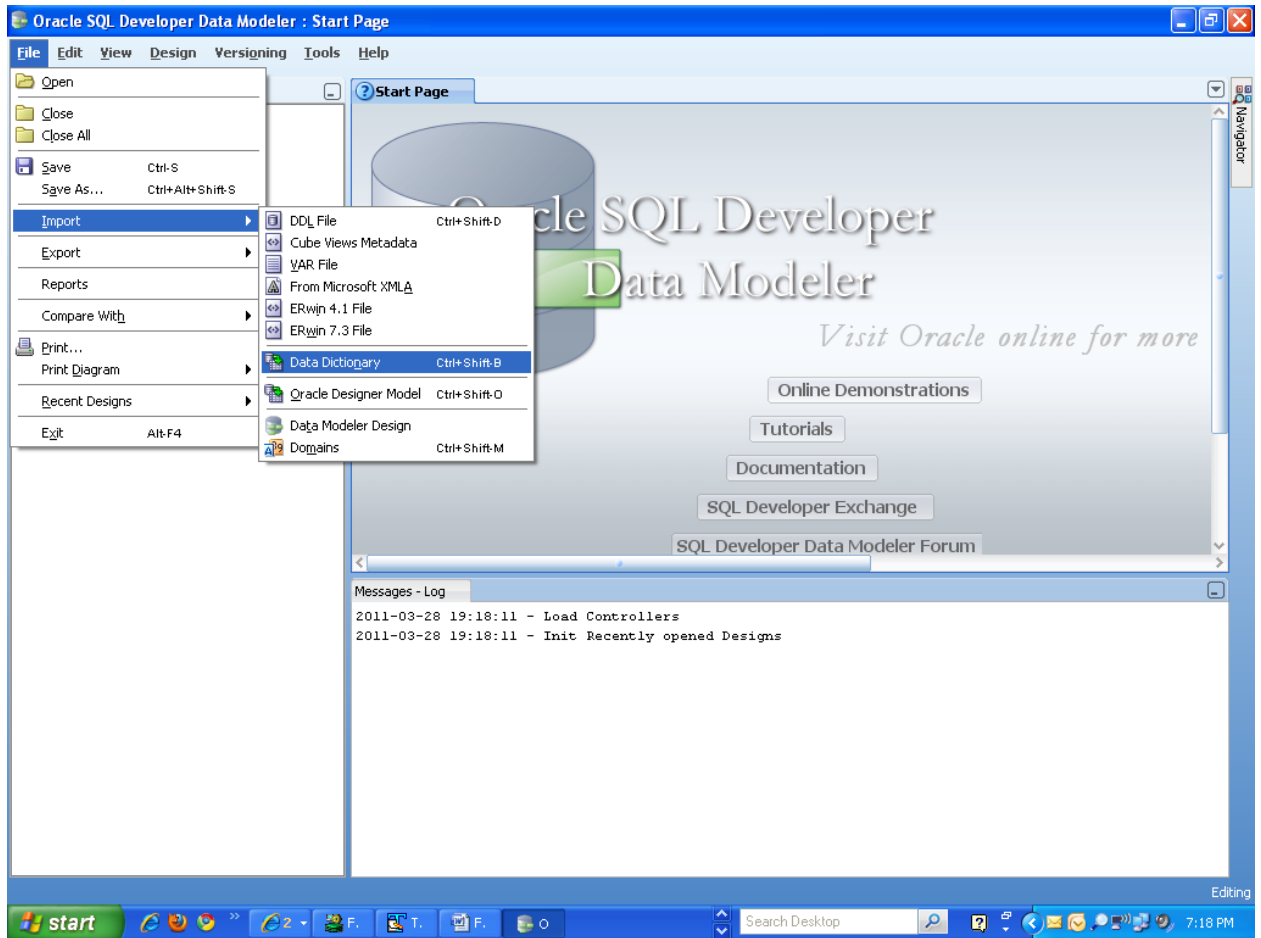 Oracle SQL Developer Data Modeler : Start Page
File Edit View Design Versioning Tools Help
Open
Close
Close All
Save Ctrl-S
Save As... Ctrl+Alt+Shift-S
Import
Export
Reports
Compare With
Print...
Print Diagram
Recent Designs
Exit Alt-F4
DDL File Ctrl+Shift-D
Cube Views Metadata
VAR File
From Microsoft XMLA
ERwin 4.1 File
ERwin 7.3 File
Data Dictionary Ctrl+Shift-B
Oracle Designer Model Ctrl+Shift-O
Data Modeler Design
Domains Ctrl+Shift-M
Start Page
Navigator
Oracle SQL Developer
Data Modeler
Visit Oracle online for more
Online Demonstrations
Tutorials
Documentation
SQL Developer Exchange
SQL Developer Data Modeler Forum
Messages - Log
2011-03-28 19:18:11 - Load Controllers
2011-03-28 19:18:11 - Init Recently opened Designs
Editing
start 2 F. T. F. O Search Desktop 7:18 PM